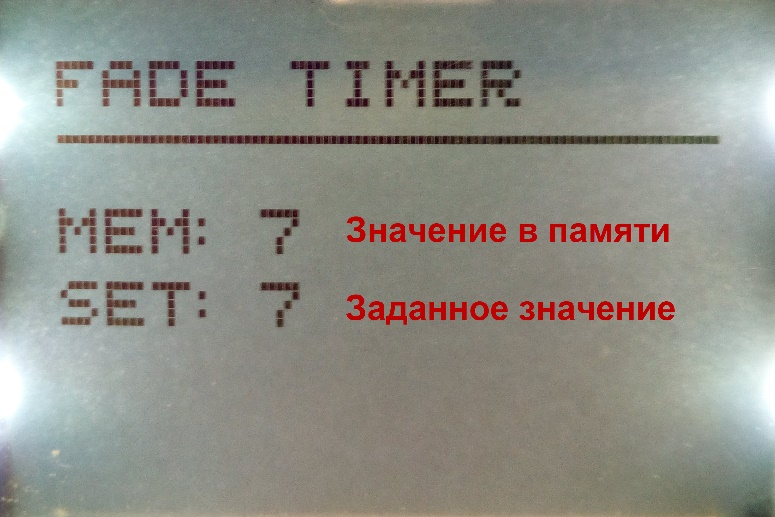 FADE TIMER
MEM: 7 Значение в памяти
SET: 7 Заданное значение